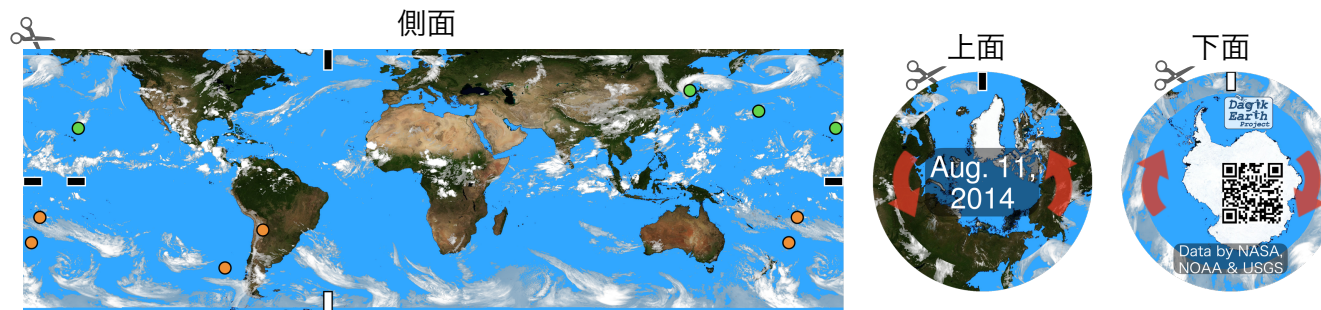 側面
上面
下面
Aug. 11,
2014
Dagik
Earth
Project
Data by NASA,
NOAA & USGS